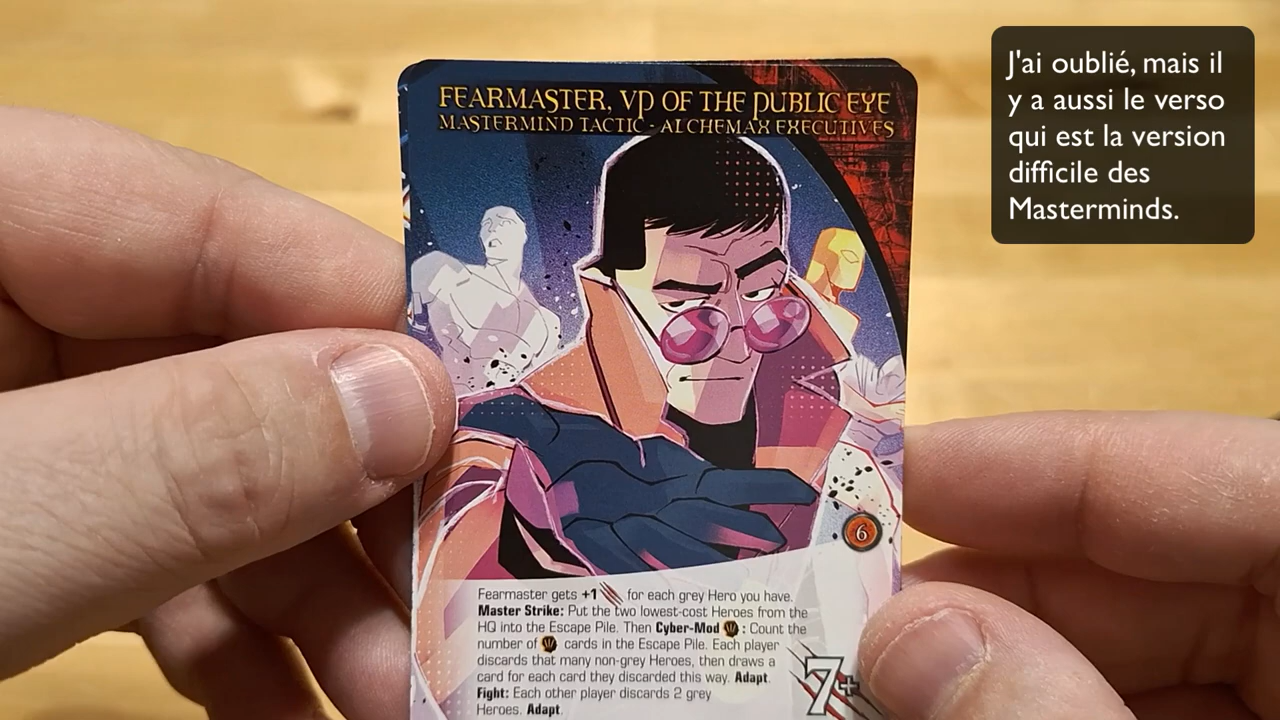 J'ai oublié, mais il
y a aussi le verso
qui est la version
difficile des
Masterminds.
FEARMASTER, VP OF THE PUBLIC EYE
MASTERMIND TACTIC - ALCHEMAX EXECUTIVES
6
Fearmaster gets +1 for each grey Hero you have.
Master Strike: Put the two lowest-cost Heroes from the
HQ into the Escape Pile. Then Cyber-Mod : Count the
number of cards in the Escape Pile. Each player
discards that many non-grey Heroes, then draws a
card for each card they discarded this way. Adapt.
Fight: Each other player discards 2 grey
Heroes. Adapt.
7+